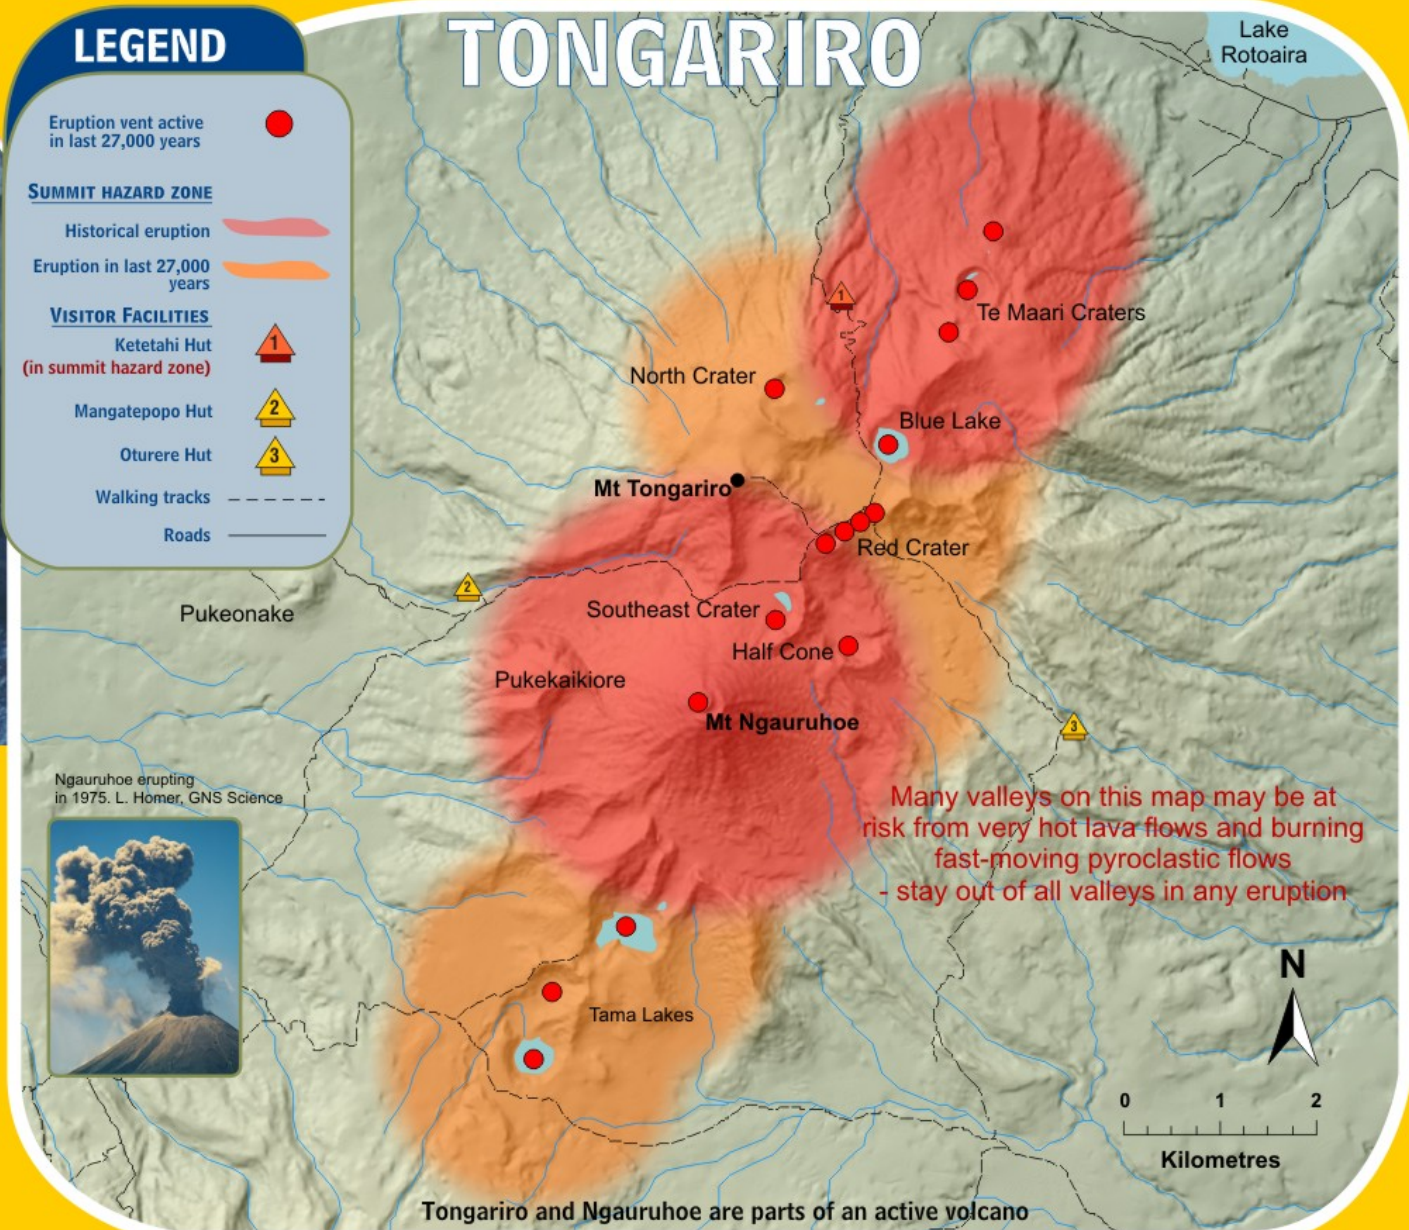 TONGARIRO
LEGEND
Eruption vent active
in last 27,000 years
SUMMIT HAZARD ZONE
Historical eruption
Eruption in last 27,000
years
VISITOR FACILITIES
Ketetahi Hut
1
(in summit hazard zone)
Mangatepopo Hut
2
Oturere Hut
3
Walking tracks
Roads
Lake
Rotoaira
1
Te Maari Craters
North Crater
Blue Lake
Mt Tongariro
Red Crater
2
Pukeonake
Southeast Crater
Half Cone
Pukekaikiore
Mt Ngauruhoe
3
Ngauruhoe erupting
in 1975. L. Homer, GNS Science
Many valleys on this map may be at
risk from very hot lava flows and burning
fast-moving pyroclastic flows
- stay out of all valleys in any eruption
Tama Lakes
N
0 1 2
Kilometres
Tongariro and Ngauruhoe are parts of an active volcano